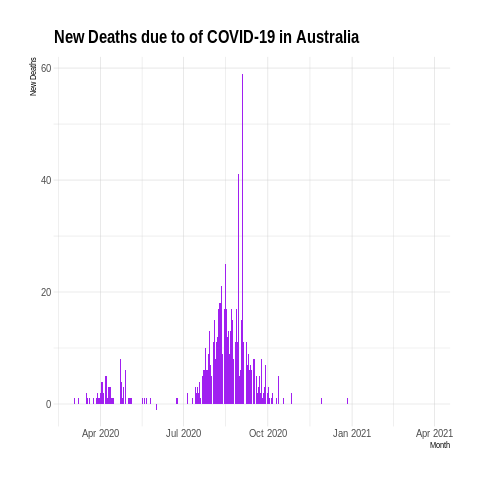 New Deaths due to of COVID-19 in Australia
New Deaths
60
40
20
0
Apr 2020 Jul 2020 Oct 2020 Jan 2021 Apr 2021
Month